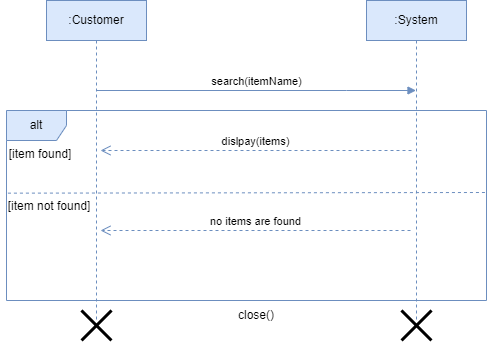 :Customer
:System
search(itemName)
alt
dislpay(items)
[item found]
[item not found]
no items are found
close()